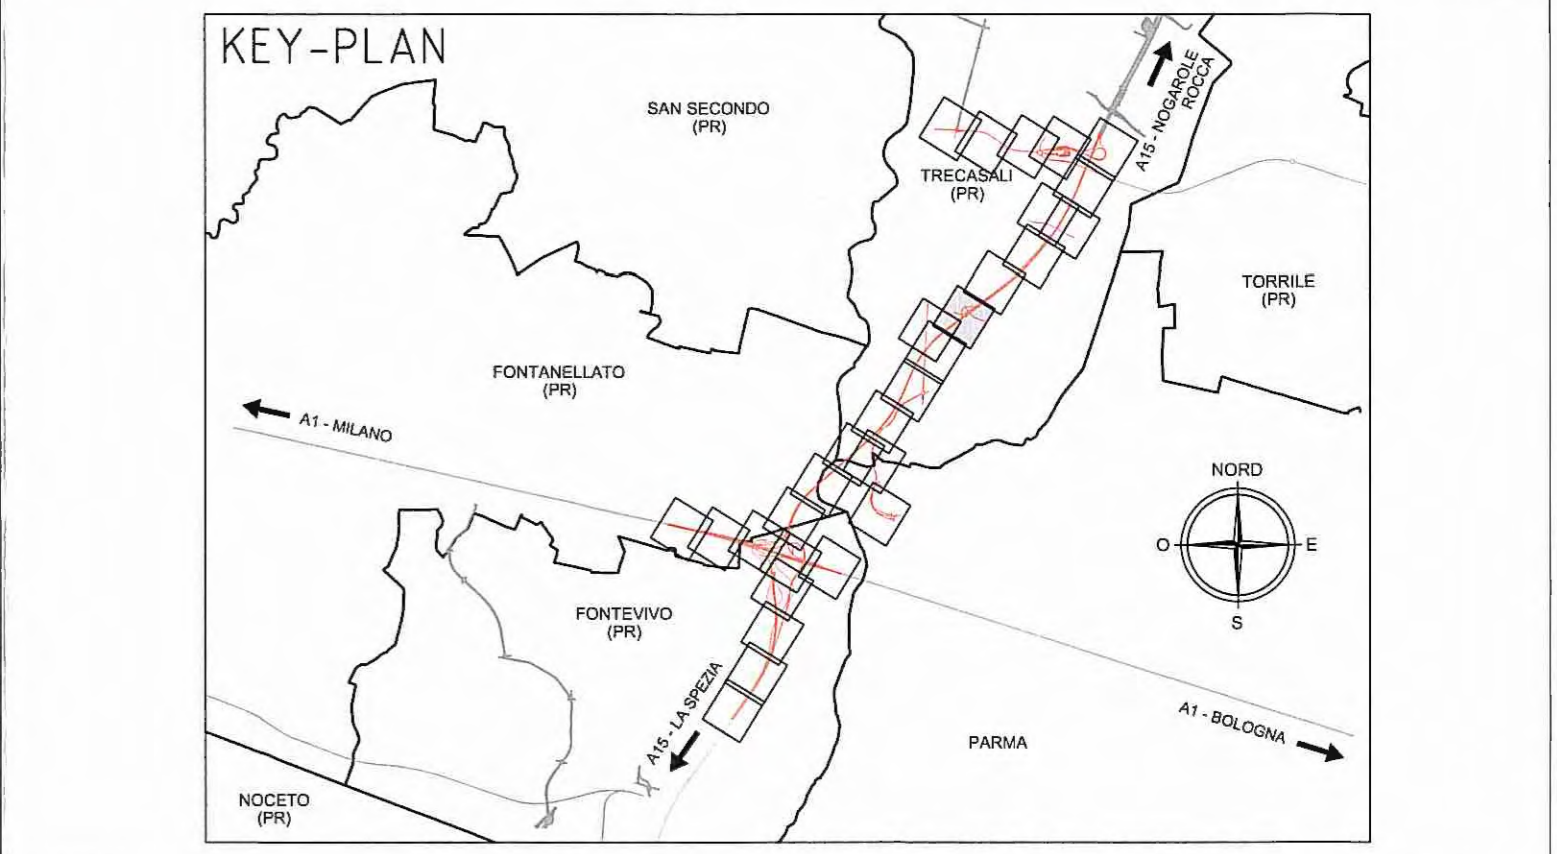 KEY-PLAN
SAN SECONDO
(PR)
A15 - NOGAROLE
ROCCA
TRECASALI
(PR)
TORRILE
(PR)
FONTANELLATO
(PR)
A1 - MILANO
NORD
O
E
S
FONTEVIVO
(PR)
A15 - LA SPEZIA
A1 - BOLOGNA
PARMA
NOCETO
(PR)